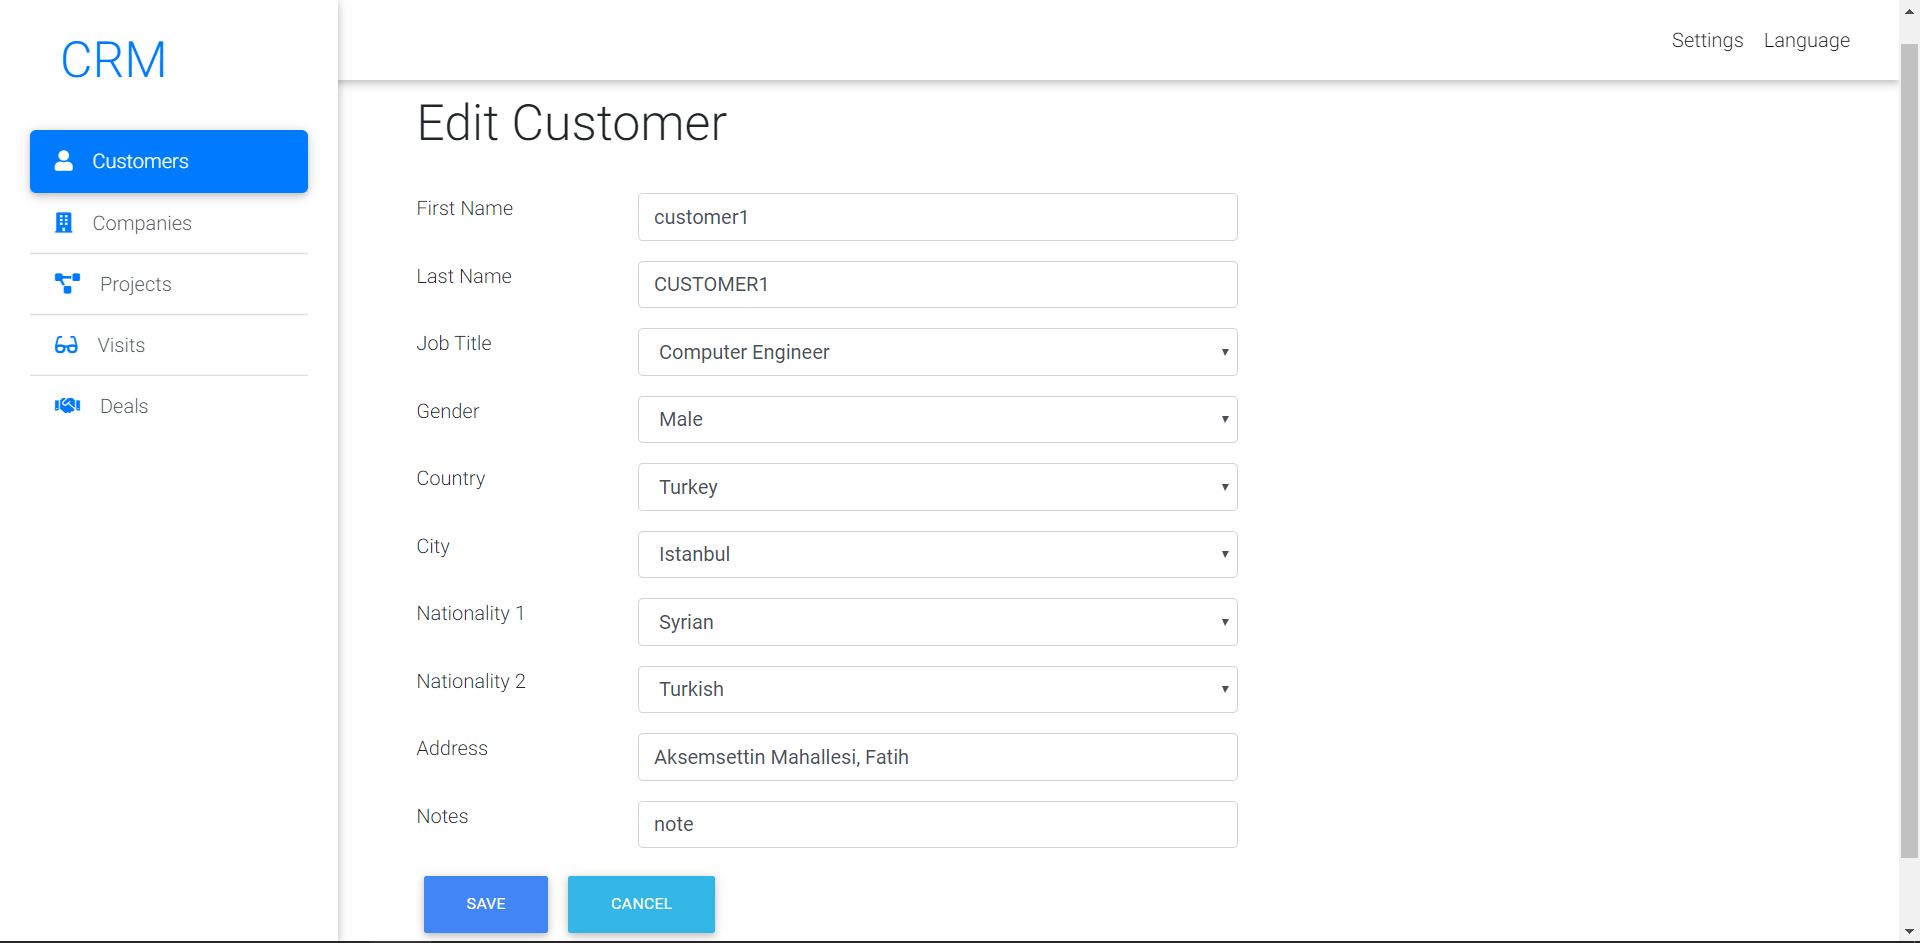 CRM
Settings Language
Customers
Companies
Projects
Visits
Deals
Edit Customer
First Name customer1
Last Name CUSTOMER1
Job Title Computer Engineer
Gender Male
Country Turkey
City Istanbul
Nationality 1 Syrian
Nationality 2 Turkish
Address Aksemsettin Mahallesi, Fatih
Notes note
SAVE CANCEL